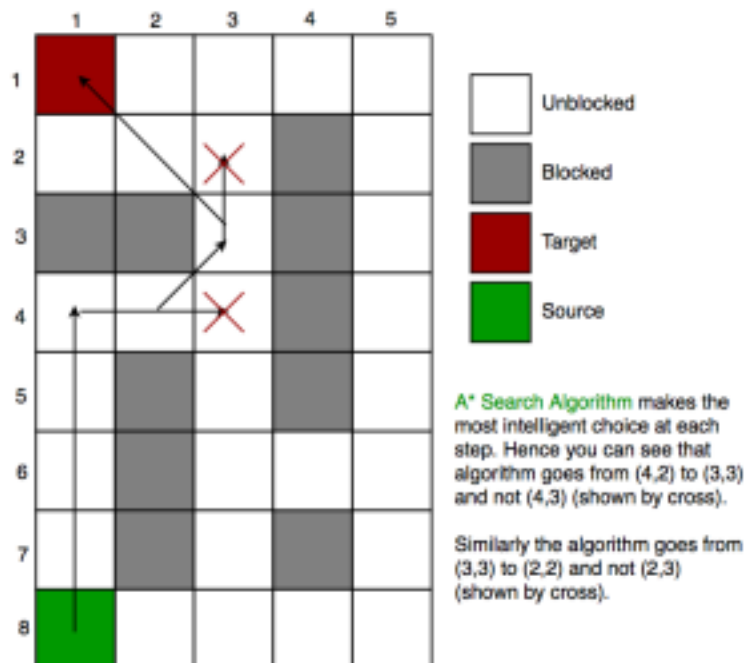 1 2 3 4 5
1
2
3
4
5
6
7
8
Unblocked
Blocked
Target
Source
A* Search Algorithm makes the
most intelligent choice at each
step. Hence you can see that
algorithm goes from (4,2) to (3,3)
and not (4,3) (shown by cross).
Similarly the algorithm goes from
(3,3) to (2,2) and not (2,3)
(shown by cross).